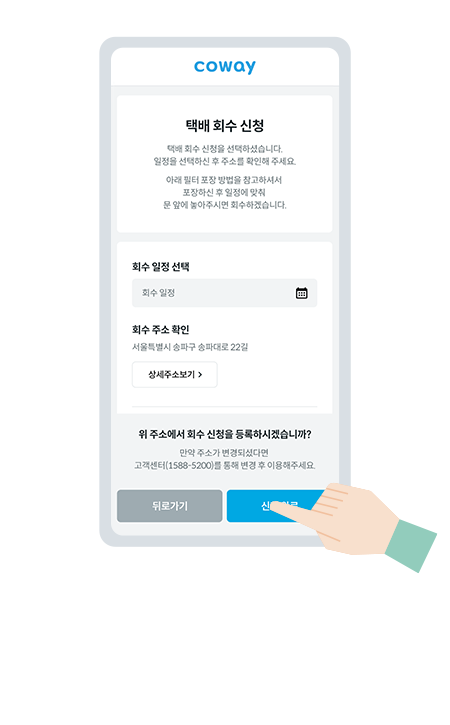 coway
택배 회수 신청
택배 회수 신청을 선택하셨습니다.
일정을 선택하신 후 주소를 확인해 주세요.
아래 필터 포장 방법을 참고하셔서
포장하신 후 일정에 맞춰
문 앞에 놓아주시면 회수하겠습니다.
회수 일정 선택
회수 일정
회수 주소 확인
서울특별시 송파구 송파대로 22길
상세주소보기 >
위 주소에서 회수 신청을 등록하시겠습니까?
만약 주소가 변경되셨다면
고객센터(1588-5200)를 통해 변경 후 이용해주세요.
뒤로가기